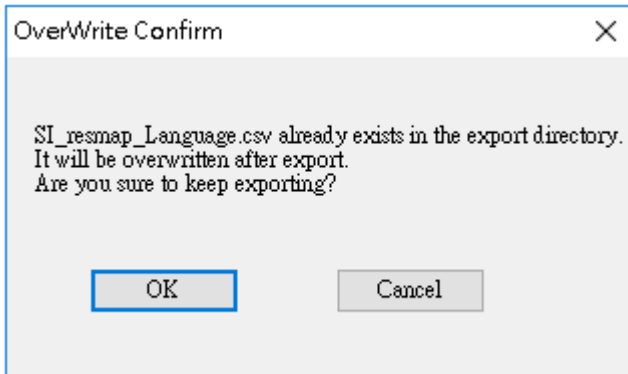 OverWrite Confirm
SI_resmap_Language.csv already exists in the export directory.
It will be overwritten after export.
Are you sure to keep exporting?
OK
Cancel